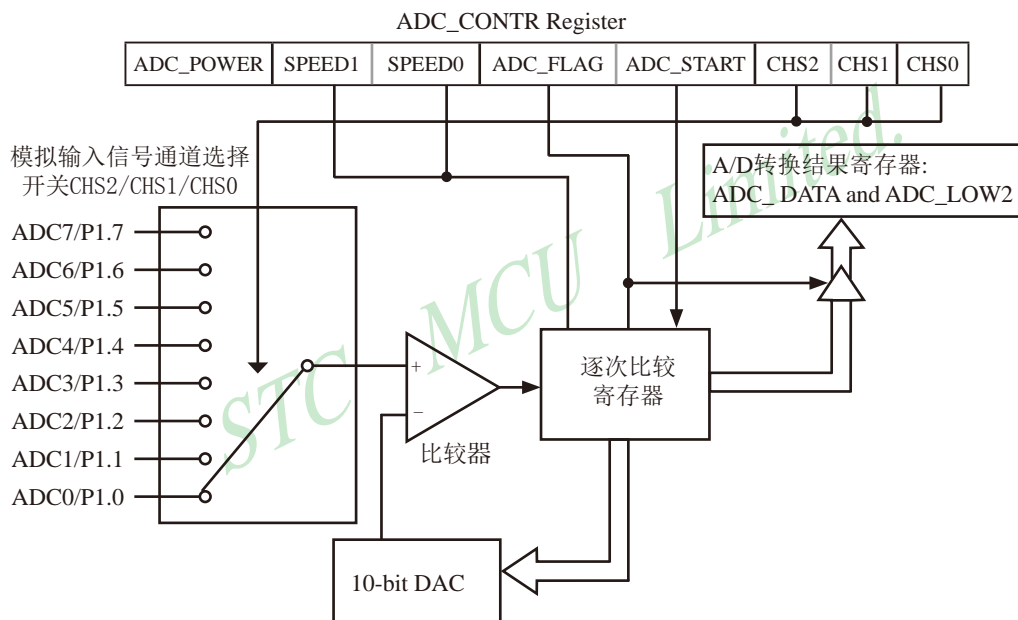 ADC_CONTR Register
ADC_POWER SPEED1 SPEED0 ADC_FLAG ADC_START CHS2 CHS1 CHS0
模拟输入信号通道选择
开关CHS2/CHS1/CHS0
A/D转换结果寄存器:
ADC_ DATA and ADC_LOW2
ADC7/P1.7
ADC6/P1.6
ADC5/P1.5
ADC4/P1.4
ADC3/P1.3
ADC2/P1.2
ADC1/P1.1
ADC0/P1.0
+
−
比较器
逐次比较
寄存器
10-bit DAC
STC MCU Limited.